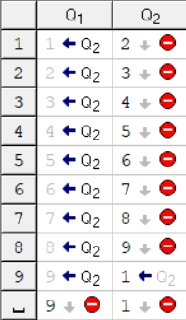 Q₁ Q₂
1 1 ← Q₂ 2 ↓ ⛔
2 2 ← Q₂ 3 ↓ ⛔
3 3 ← Q₂ 4 ↓ ⛔
4 4 ← Q₂ 5 ↓ ⛔
5 5 ← Q₂ 6 ↓ ⛔
6 6 ← Q₂ 7 ↓ ⛔
7 7 ← Q₂ 8 ↓ ⛔
8 8 ← Q₂ 9 ↓ ⛔
9 9 ← Q₂ 1 ← Q₂
␣ 9 ↓ ⛔ 1 ↓ ⛔